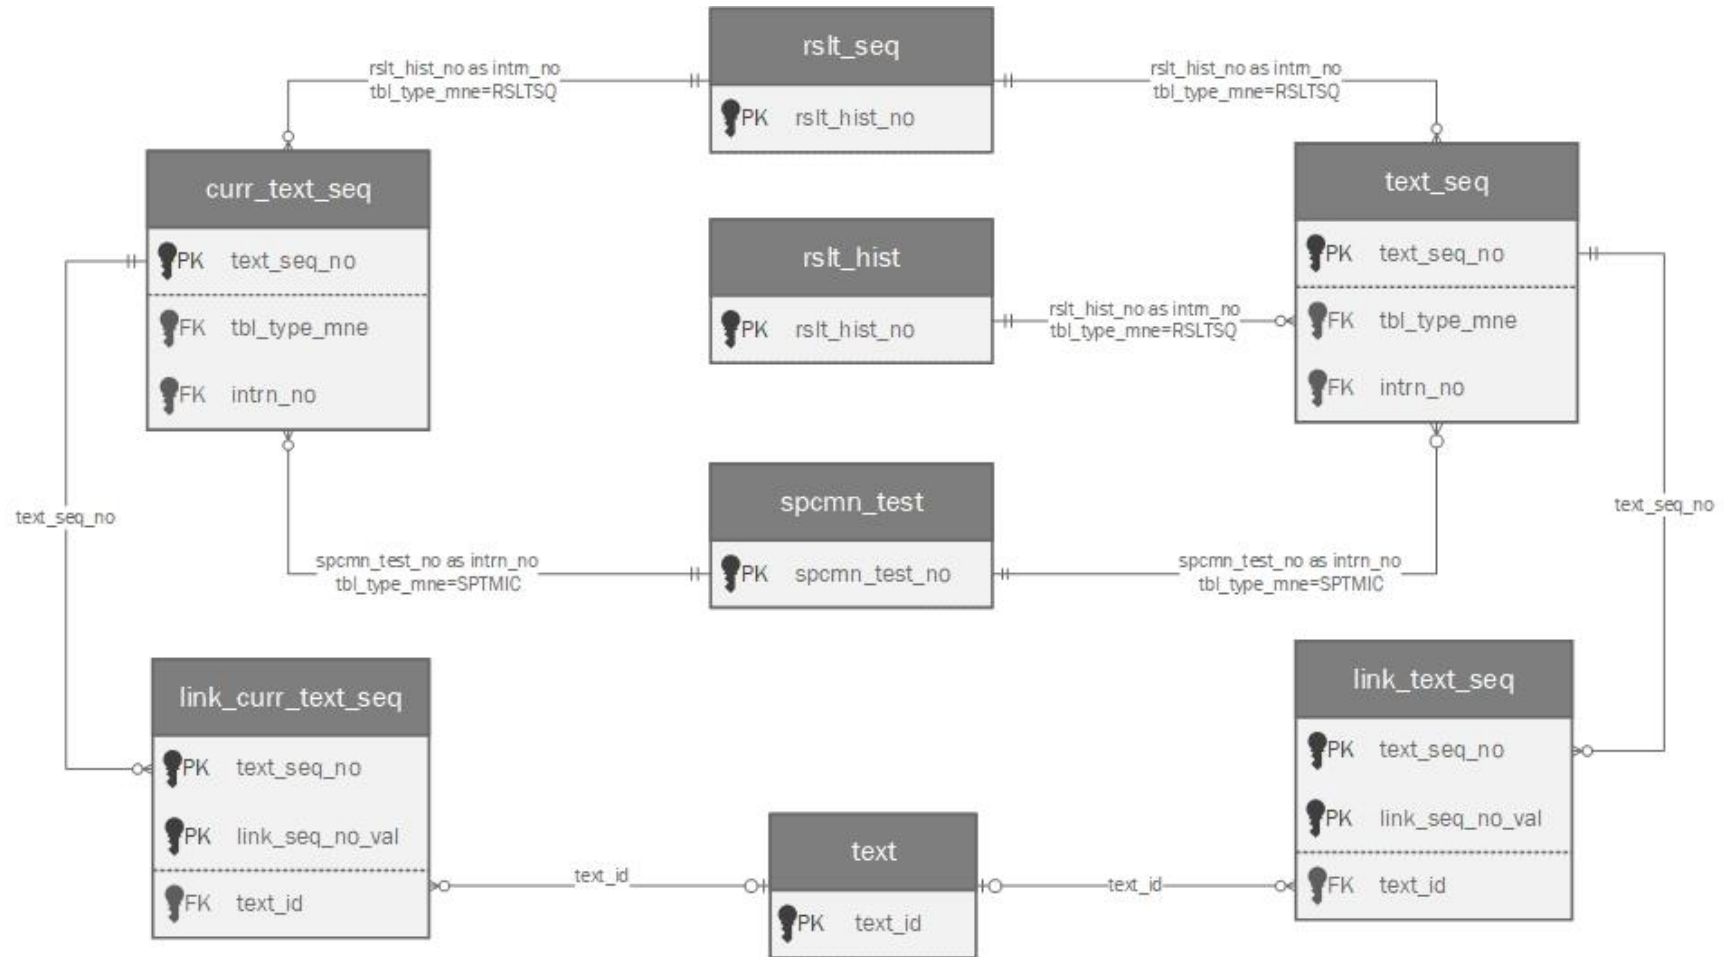 rslt_seq
rslt_hist_no as intrn_no
tbl_type_mne=RSLTSQ
rslt_hist_no as intrn_no
tbl_type_mne=RSLTSQ
PK rslt_hist_no
curr_text_seq
text_seq
PK text_seq_no
FK tbl_type_mne
FK intrn_no
rslt_hist
PK rslt_hist_no
rslt_hist_no as intrn_no
tbl_type_mne=RSLTSQ
PK text_seq_no
FK tbl_type_mne
FK intrn_no
text_seq_no
spcmn_test
text_seq_no
spcmn_test_no as intrn_no
tbl_type_mne=SPTMIC
PK spcmn_test_no
spcmn_test_no as intrn_no
tbl_type_mne=SPTMIC
link_curr_text_seq
PK text_seq_no
PK link_seq_no_val
FK text_id
link_text_seq
PK text_seq_no
PK link_seq_no_val
FK text_id
text_id
text
PK text_id
text_id